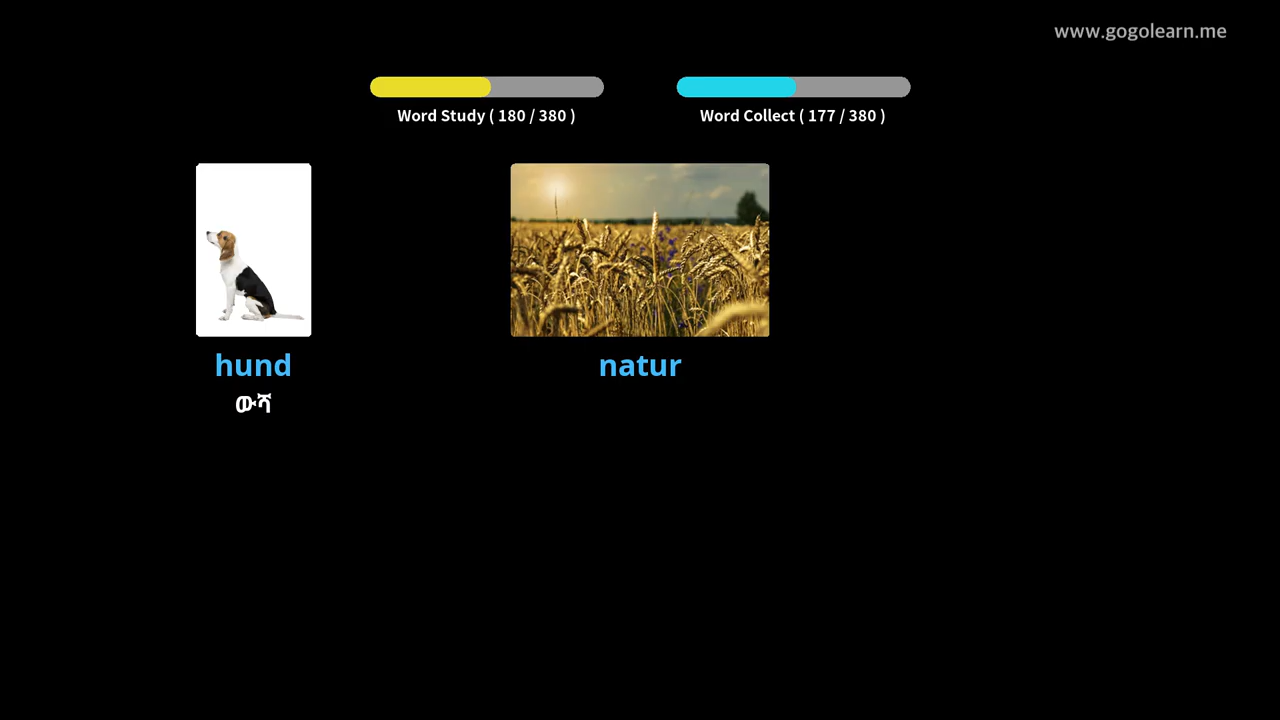 www.gogolearn.me
Word Study ( 180 / 380 )
Word Collect ( 177 / 380 )
hund
natur
ውሻ